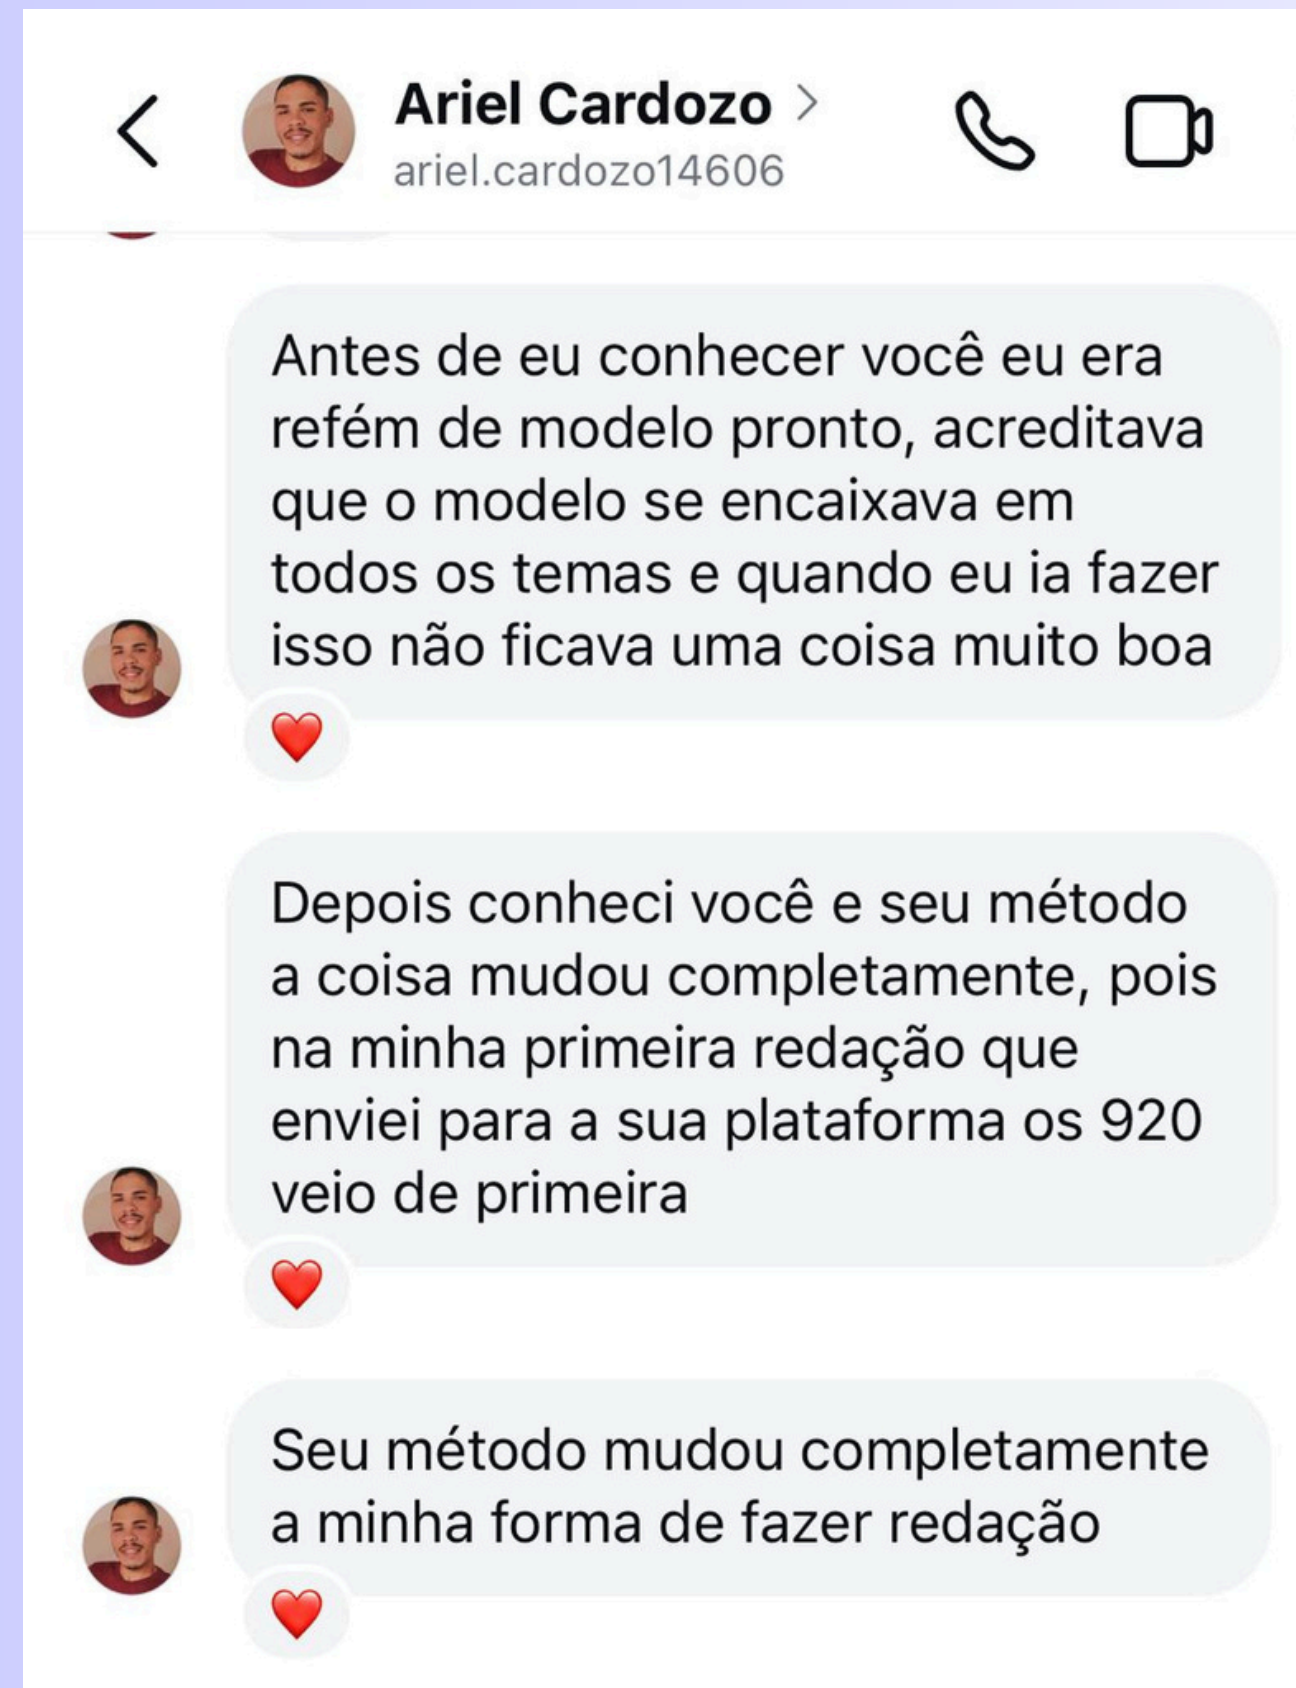 Ariel Cardozo
ariel.cardozo14606
Antes de eu conhecer você eu era
refém de modelo pronto, acreditava
que o modelo se encaixava em
todos os temas e quando eu ia fazer
isso não ficava uma coisa muito boa
Depois conheci você e seu método
a coisa mudou completamente, pois
na minha primeira redação que
enviei para a sua plataforma os 920
veio de primeira
Seu método mudou completamente
a minha forma de fazer redação